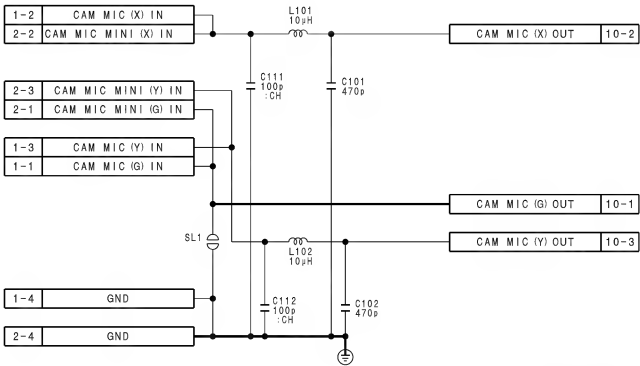 1-2 CAM MIC (X) IN
2-2 CAM MIC MINI (X) IN
L101
10μH
CAM MIC (X) OUT 10-2
C111
100p
:CH
C101
470p
2-3 CAM MIC MINI (Y) IN
2-1 CAM MIC MINI (G) IN
1-3 CAM MIC (Y) IN
1-1 CAM MIC (G) IN
CAM MIC (G) OUT 10-1
SL1
L102
10μH
CAM MIC (Y) OUT 10-3
1-4 GND
C112
100p
:CH
C102
470p
2-4 GND